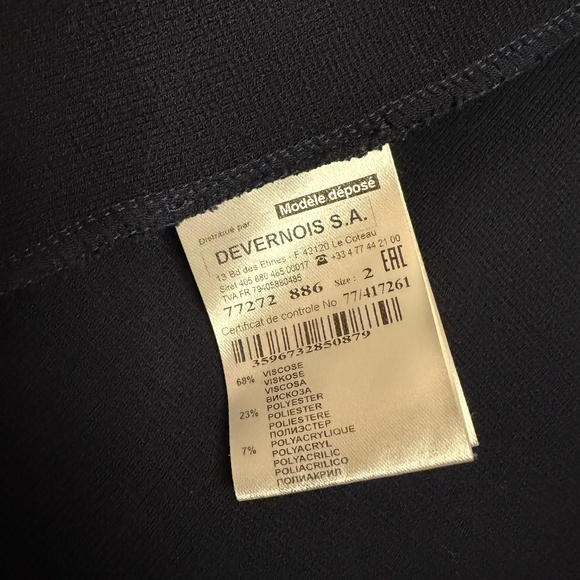 Modèle déposé
Distribué par
DEVERNOIS S.A.
13 Bd des Etines : F 42120 Le Coteau
Siret 405 880 465 00017 ☎ +33 4 77 44 21 00
TVA FR 79405880465
77272 886 Size : 2 EAC
Certificat de controle No 77/417261
3596732850879
68% VISCOSE
VISKOSE
VISCOSA
ВИСКОЗА
23% POLYESTER
POLIESTER
POLIESTERE
ПОЛИЭСТЕР
7% POLYACRYLIQUE
POLYACRYL
POLYACRILIC
POLIACRILICO
ПОЛИАКРИЛ